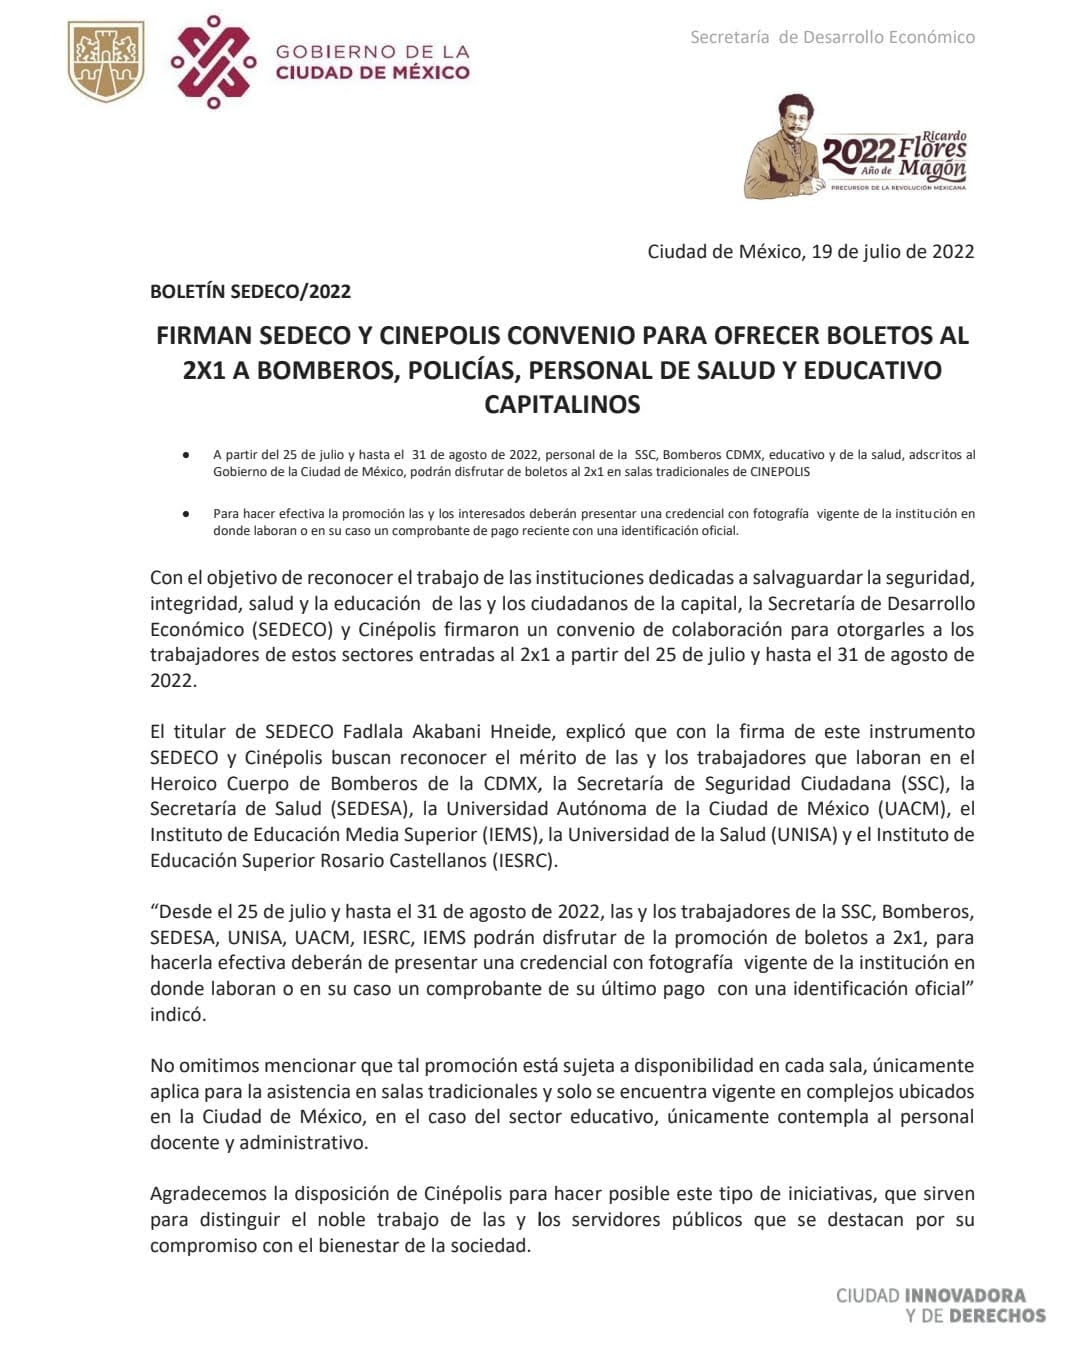 GOBIERNO DE LA
CIUDAD DE MÉXICO
Secretaría de Desarrollo Económico
2022 Ricardo
Flores
Año de Magón
PRECURSOR DE LA REVOLUCIÓN MEXICANA
Ciudad de México, 19 de julio de 2022
BOLETÍN SEDECO/2022
FIRMAN SEDECO Y CINEPOLIS CONVENIO PARA OFRECER BOLETOS AL
2X1 A BOMBEROS, POLICÍAS, PERSONAL DE SALUD Y EDUCATIVO
CAPITALINOS
● A partir del 25 de julio y hasta el 31 de agosto de 2022, personal de la SSC, Bomberos CDMX, educativo y de la salud, adscritos al
Gobierno de la Ciudad de México, podrán disfrutar de boletos al 2x1 en salas tradicionales de CINEPOLIS
● Para hacer efectiva la promoción las y los interesados deberán presentar una credencial con fotografía vigente de la institución en
donde laboran o en su caso un comprobante de pago reciente con una identificación oficial.
Con el objetivo de reconocer el trabajo de las instituciones dedicadas a salvaguardar la seguridad,
integridad, salud y la educación de las y los ciudadanos de la capital, la Secretaría de Desarrollo
Económico (SEDECO) y Cinépolis firmaron un convenio de colaboración para otorgarles a los
trabajadores de estos sectores entradas al 2x1 a partir del 25 de julio y hasta el 31 de agosto de
2022.
El titular de SEDECO Fadlala Akabani Hneide, explicó que con la firma de este instrumento
SEDECO y Cinépolis buscan reconocer el mérito de las y los trabajadores que laboran en el
Heroico Cuerpo de Bomberos de la CDMX, la Secretaría de Seguridad Ciudadana (SSC), la
Secretaría de Salud (SEDESA), la Universidad Autónoma de la Ciudad de México (UACM), el
Instituto de Educación Media Superior (IEMS), la Universidad de la Salud (UNISA) y el Instituto de
Educación Superior Rosario Castellanos (IESRC).
“Desde el 25 de julio y hasta el 31 de agosto de 2022, las y los trabajadores de la SSC, Bomberos,
SEDESA, UNISA, UACM, IESRC, IEMS podrán disfrutar de la promoción de boletos a 2x1, para
hacerla efectiva deberán de presentar una credencial con fotografía vigente de la institución en
donde laboran o en su caso un comprobante de su último pago con una identificación oficial”
indicó.
No omitimos mencionar que tal promoción está sujeta a disponibilidad en cada sala, únicamente
aplica para la asistencia en salas tradicionales y solo se encuentra vigente en complejos ubicados
en la Ciudad de México, en el caso del sector educativo, únicamente contempla al personal
docente y administrativo.
Agradecemos la disposición de Cinépolis para hacer posible este tipo de iniciativas, que sirven
para distinguir el noble trabajo de las y los servidores públicos que se destacan por su
compromiso con el bienestar de la sociedad.
CIUDAD INNOVADORA
Y DE DERECHOS